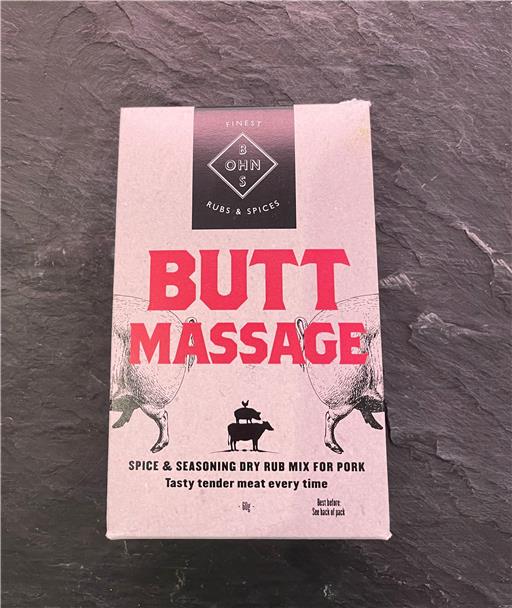 FINEST
B
OHN
S
RUBS & SPICES
BUTT
MASSAGE
SPICE & SEASONING DRY RUB MIX FOR PORK
Tasty tender meat every time
- 60g -
Best before:
See back of pack